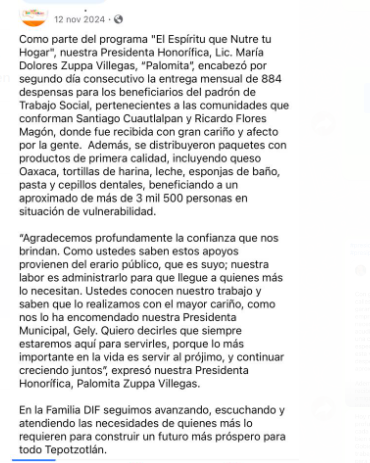 12 nov 2024 ·
Como parte del programa "El Espíritu que Nutre tu
Hogar", nuestra Presidenta Honorífica, Lic. María
Dolores Zuppa Villegas, “Palomita”, encabezó por
segundo día consecutivo la entrega mensual de 884
despensas para los beneficiarios del padrón de
Trabajo Social, pertenecientes a las comunidades que
conforman Santiago Cuautlalpan y Ricardo Flores
Magón, donde fue recibida con gran cariño y afecto
por la gente. Además, se distribuyeron paquetes con
productos de primera calidad, incluyendo queso
Oaxaca, tortillas de harina, leche, esponjas de baño,
pasta y cepillos dentales, beneficiando a un
aproximado de más de 3 mil 500 personas en
situación de vulnerabilidad.
“Agradecemos profundamente la confianza que nos
brindan. Como ustedes saben estos apoyos
provienen del erario público, que es suyo; nuestra
labor es administrarlo para que llegue a quienes más
lo necesitan. Ustedes conocen nuestro trabajo y
saben que lo realizamos con el mayor cariño, como
nos lo ha encomendado nuestra Presidenta
Municipal, Gely. Quiero decirles que siempre
estaremos aquí para servirles, porque lo más
importante en la vida es servir al prójimo, y continuar
creciendo juntos”, expresó nuestra Presidenta
Honorífica, Palomita Zuppa Villegas.
En la Familia DIF seguimos avanzando, escuchando y
atendiendo las necesidades de quienes más lo
requieren para construir un futuro más próspero para
todo Tepotzotlán.